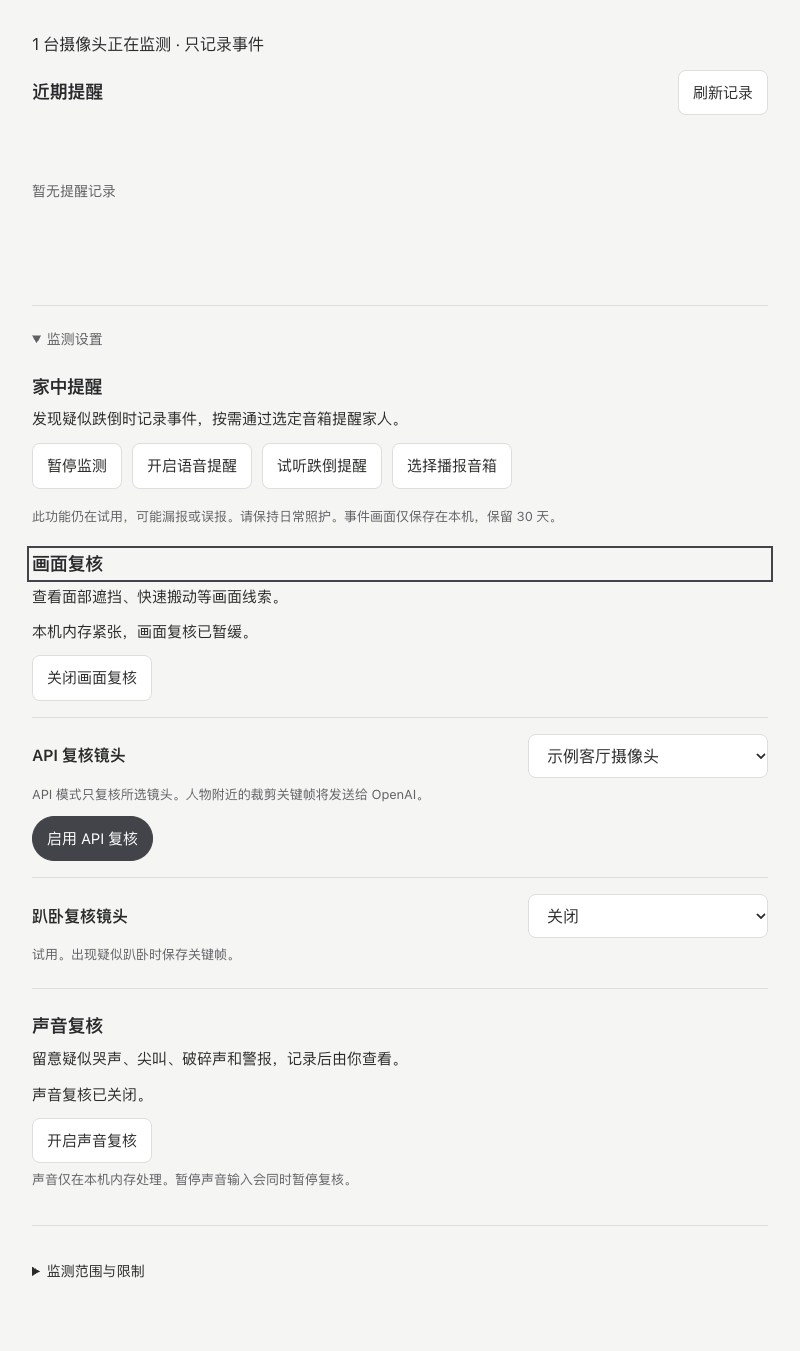 1 台摄像头正在监测 · 只记录事件
近期提醒
刷新记录
暂无提醒记录
▼ 监测设置
家中提醒
发现疑似跌倒时记录事件，按需通过选定音箱提醒家人。
暂停监测
开启语音提醒
试听跌倒提醒
选择播报音箱
此功能仍在试用，可能漏报或误报。请保持日常照护。事件画面仅保存在本机，保留 30 天。
画面复核
查看面部遮挡、快速搬动等画面线索。
本机内存紧张，画面复核已暂缓。
关闭画面复核
API 复核镜头
示例客厅摄像头
API 模式只复核所选镜头。人物附近的裁剪关键帧将发送给 OpenAI。
启用 API 复核
趴卧复核镜头
关闭
试用。出现疑似趴卧时保存关键帧。
声音复核
留意疑似哭声、尖叫、破碎声和警报，记录后由你查看。
声音复核已关闭。
开启声音复核
声音仅在本机内存处理。暂停声音输入会同时暂停复核。
▶ 监测范围与限制